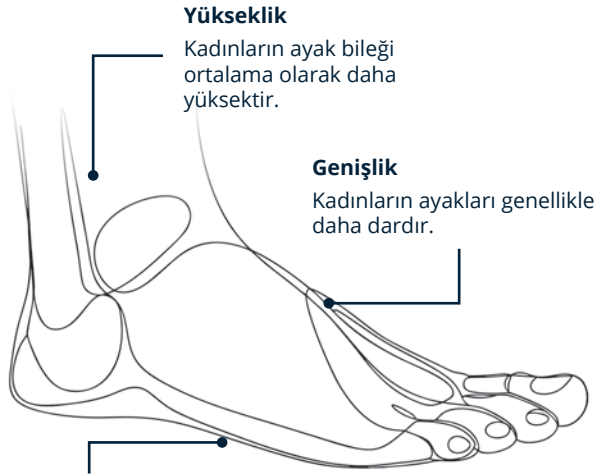 Yükseklik
Kadınların ayak bileği
ortalama olarak daha
yüksektir.
Genişlik
Kadınların ayakları genellikle
daha dardır.